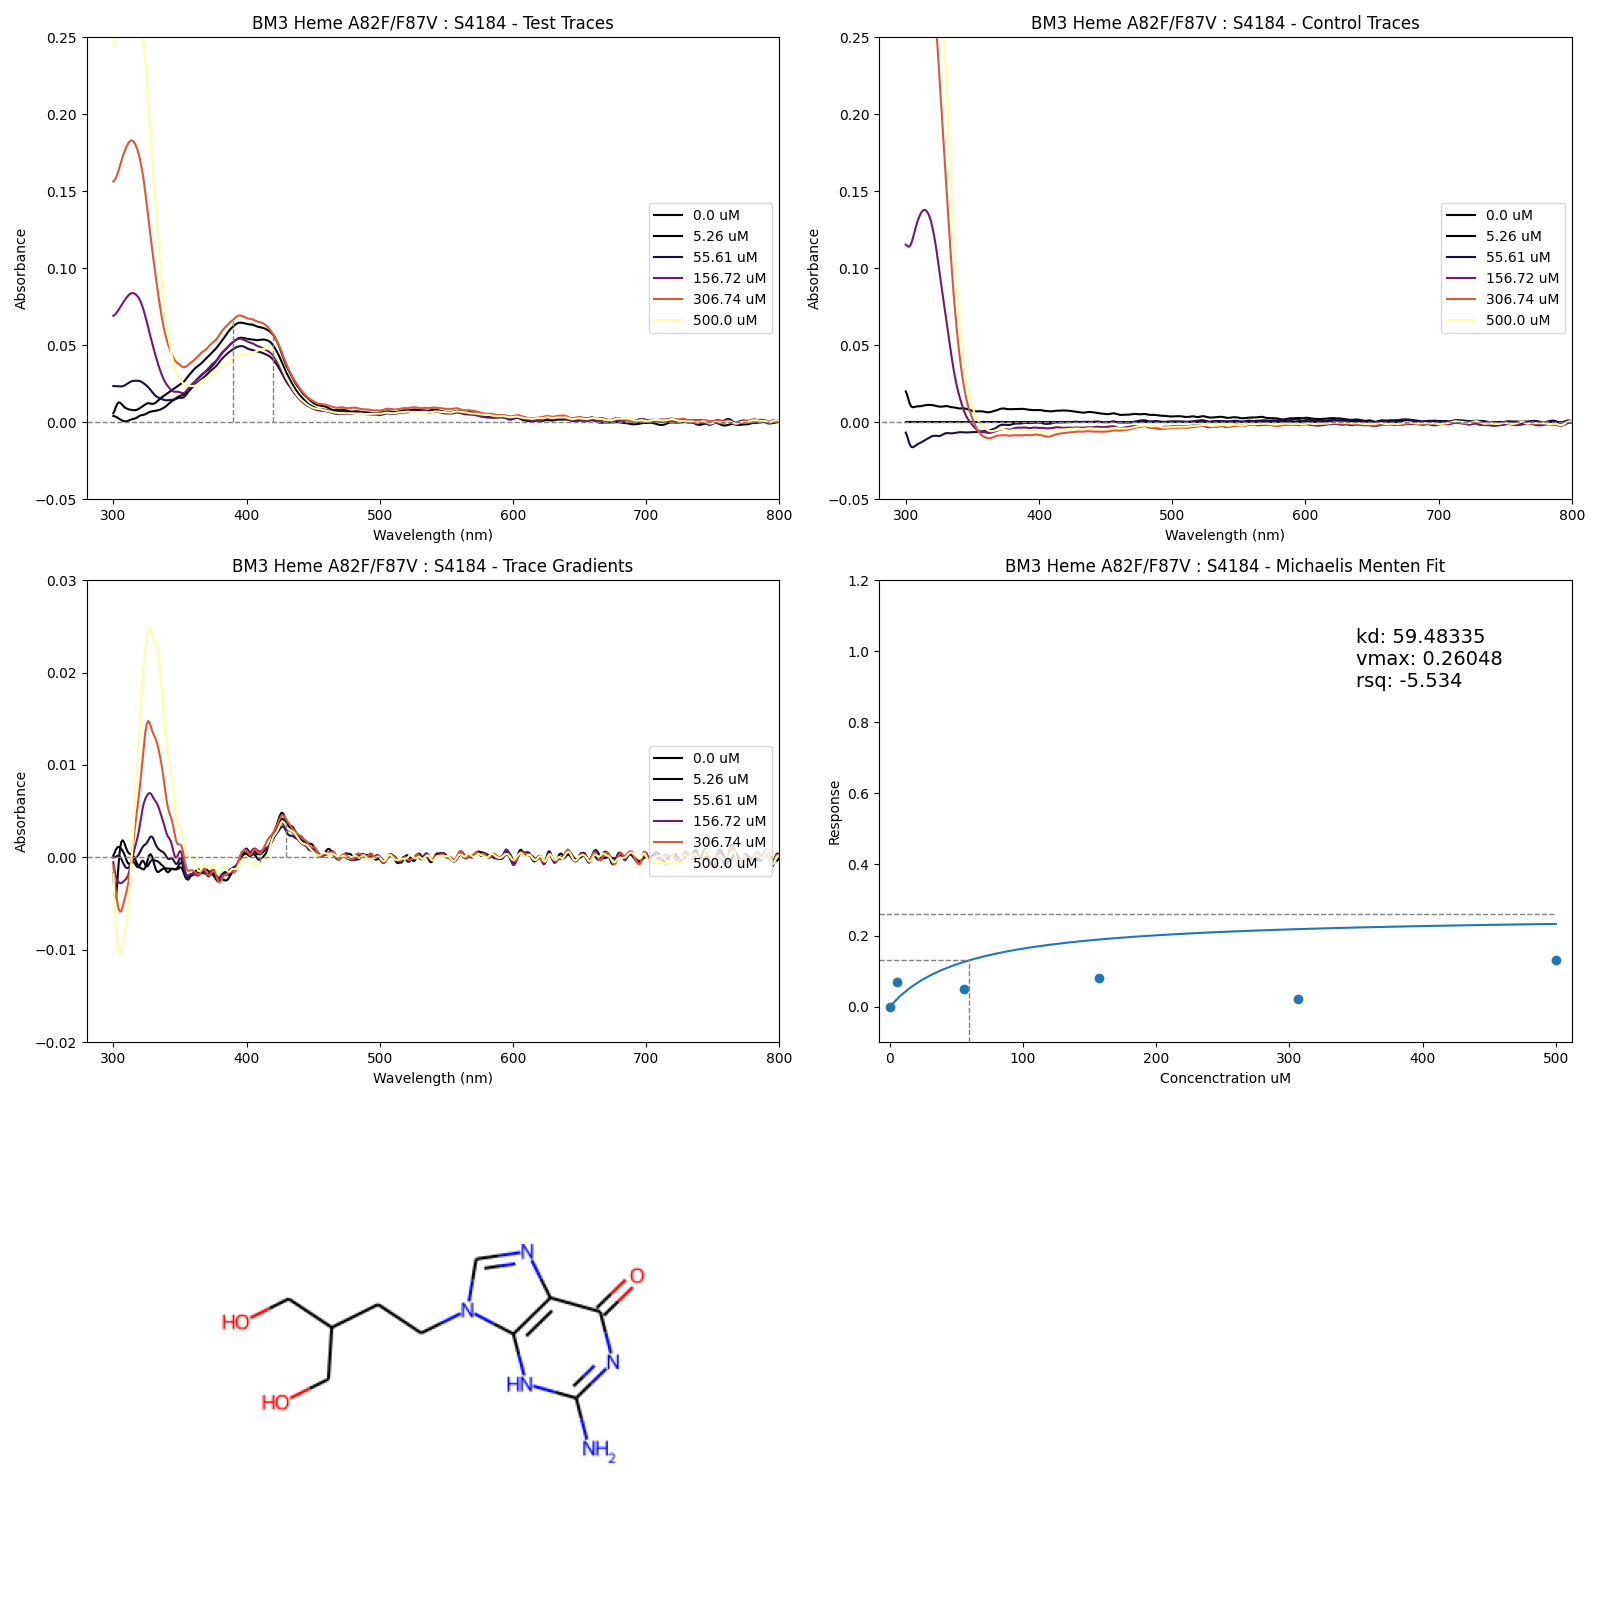 BM3 Heme A82F/F87V : S4184 - Test Traces
0.25
0.20
0.15
0.10
0.05
0.00
−0.05
Absorbance
300 400 500 600 700 800
Wavelength (nm)
0.0 uM
5.26 uM
55.61 uM
156.72 uM
306.74 uM
500.0 uM
BM3 Heme A82F/F87V : S4184 - Control Traces
0.25
0.20
0.15
0.10
0.05
0.00
−0.05
Absorbance
300 400 500 600 700 800
Wavelength (nm)
0.0 uM
5.26 uM
55.61 uM
156.72 uM
306.74 uM
500.0 uM
BM3 Heme A82F/F87V : S4184 - Trace Gradients
0.03
0.02
0.01
0.00
−0.01
−0.02
Absorbance
300 400 500 600 700 800
Wavelength (nm)
0.0 uM
5.26 uM
55.61 uM
156.72 uM
306.74 uM
500.0 uM
BM3 Heme A82F/F87V : S4184 - Michaelis Menten Fit
1.2
1.0
0.8
0.6
0.4
0.2
0.0
Response
0 100 200 300 400 500
Concenctration uM
kd: 59.48335
vmax: 0.26048
rsq: -5.534
N
O
HO
N
N
HN
HO
NH2